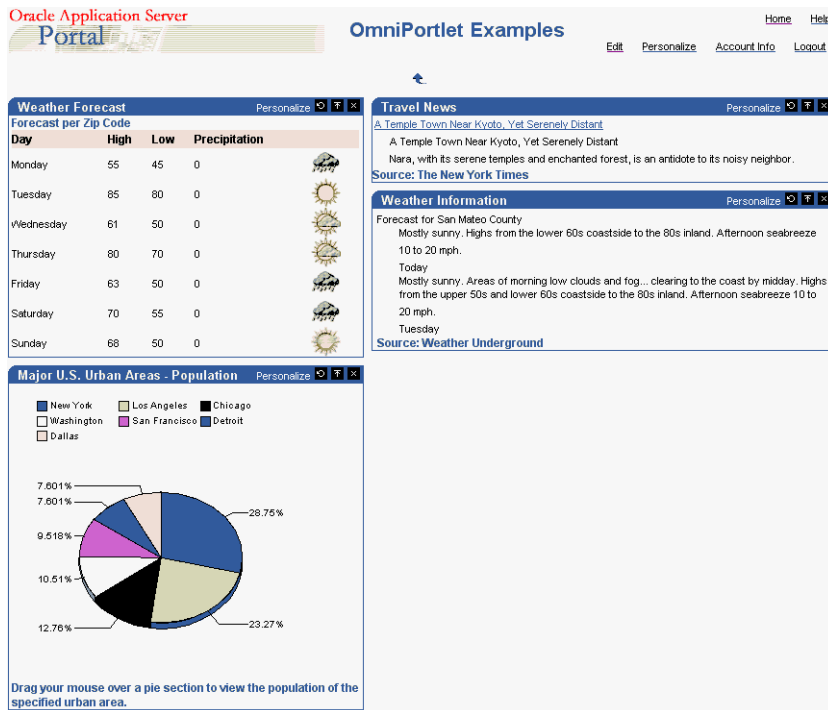 Oracle Application Server
Portal
OmniPortlet Examples
Home Help
Edit Personalize Account Info Logout
Weather Forecast Personalize
Forecast per Zip Code
Day High Low Precipitation
Monday 55 45 0
Tuesday 85 80 0
Wednesday 61 50 0
Thursday 80 70 0
Friday 63 50 0
Saturday 70 55 0
Sunday 68 50 0
Travel News Personalize
A Temple Town Near Kyoto, Yet Serenely Distant
A Temple Town Near Kyoto, Yet Serenely Distant
Nara, with its serene temples and enchanted forest, is an antidote to its noisy neighbor.
Source: The New York Times
Weather Information Personalize
Forecast for San Mateo County
Mostly sunny. Highs from the lower 60s coastside to the 80s inland. Afternoon seabreeze
10 to 20 mph.
Today
Mostly sunny. Areas of morning low clouds and fog... clearing to the coast by midday. Highs
from the upper 50s and lower 60s coastside to the 80s inland. Afternoon seabreeze 10 to
20 mph.
Tuesday
Source: Weather Underground
Major U.S. Urban Areas - Population Personalize
New York Los Angeles Chicago
Washington San Francisco Detroit
Dallas
7.601%
7.601%
28.75%
9.518%
10.51%
12.76%
23.27%
Drag your mouse over a pie section to view the population of the
specified urban area.